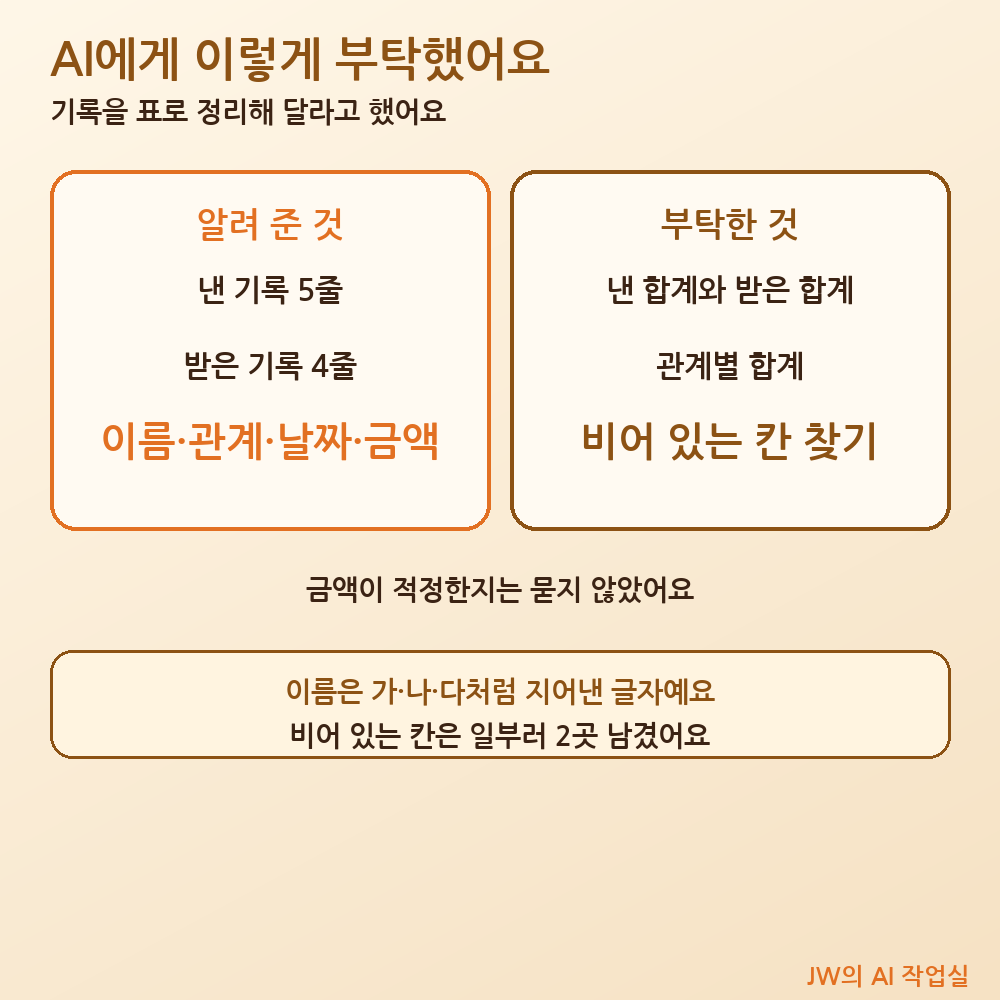 AI에게 이렇게 부탁했어요
기록을 표로 정리해 달라고 했어요
알려 준 것
낸 기록 5줄
받은 기록 4줄
이름·관계·날짜·금액
부탁한 것
낸 합계와 받은 합계
관계별 합계
비어 있는 칸 찾기
금액이 적정한지는 묻지 않았어요
이름은 가·나·다처럼 지어낸 글자예요
비어 있는 칸은 일부러 2곳 남겼어요
JW의 AI 작업실